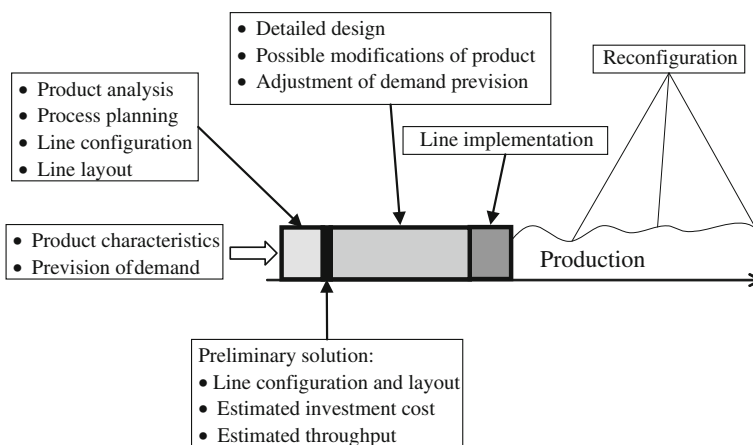 • Detailed design
• Possible modifications of product
• Adjustment of demand prevision
Reconfiguration
• Product analysis
• Process planning
• Line configuration
• Line layout
Line implementation
• Product characteristics
• Prevision of demand
Production
Preliminary solution:
• Line configuration and layout
• Estimated investment cost
• Estimated throughput